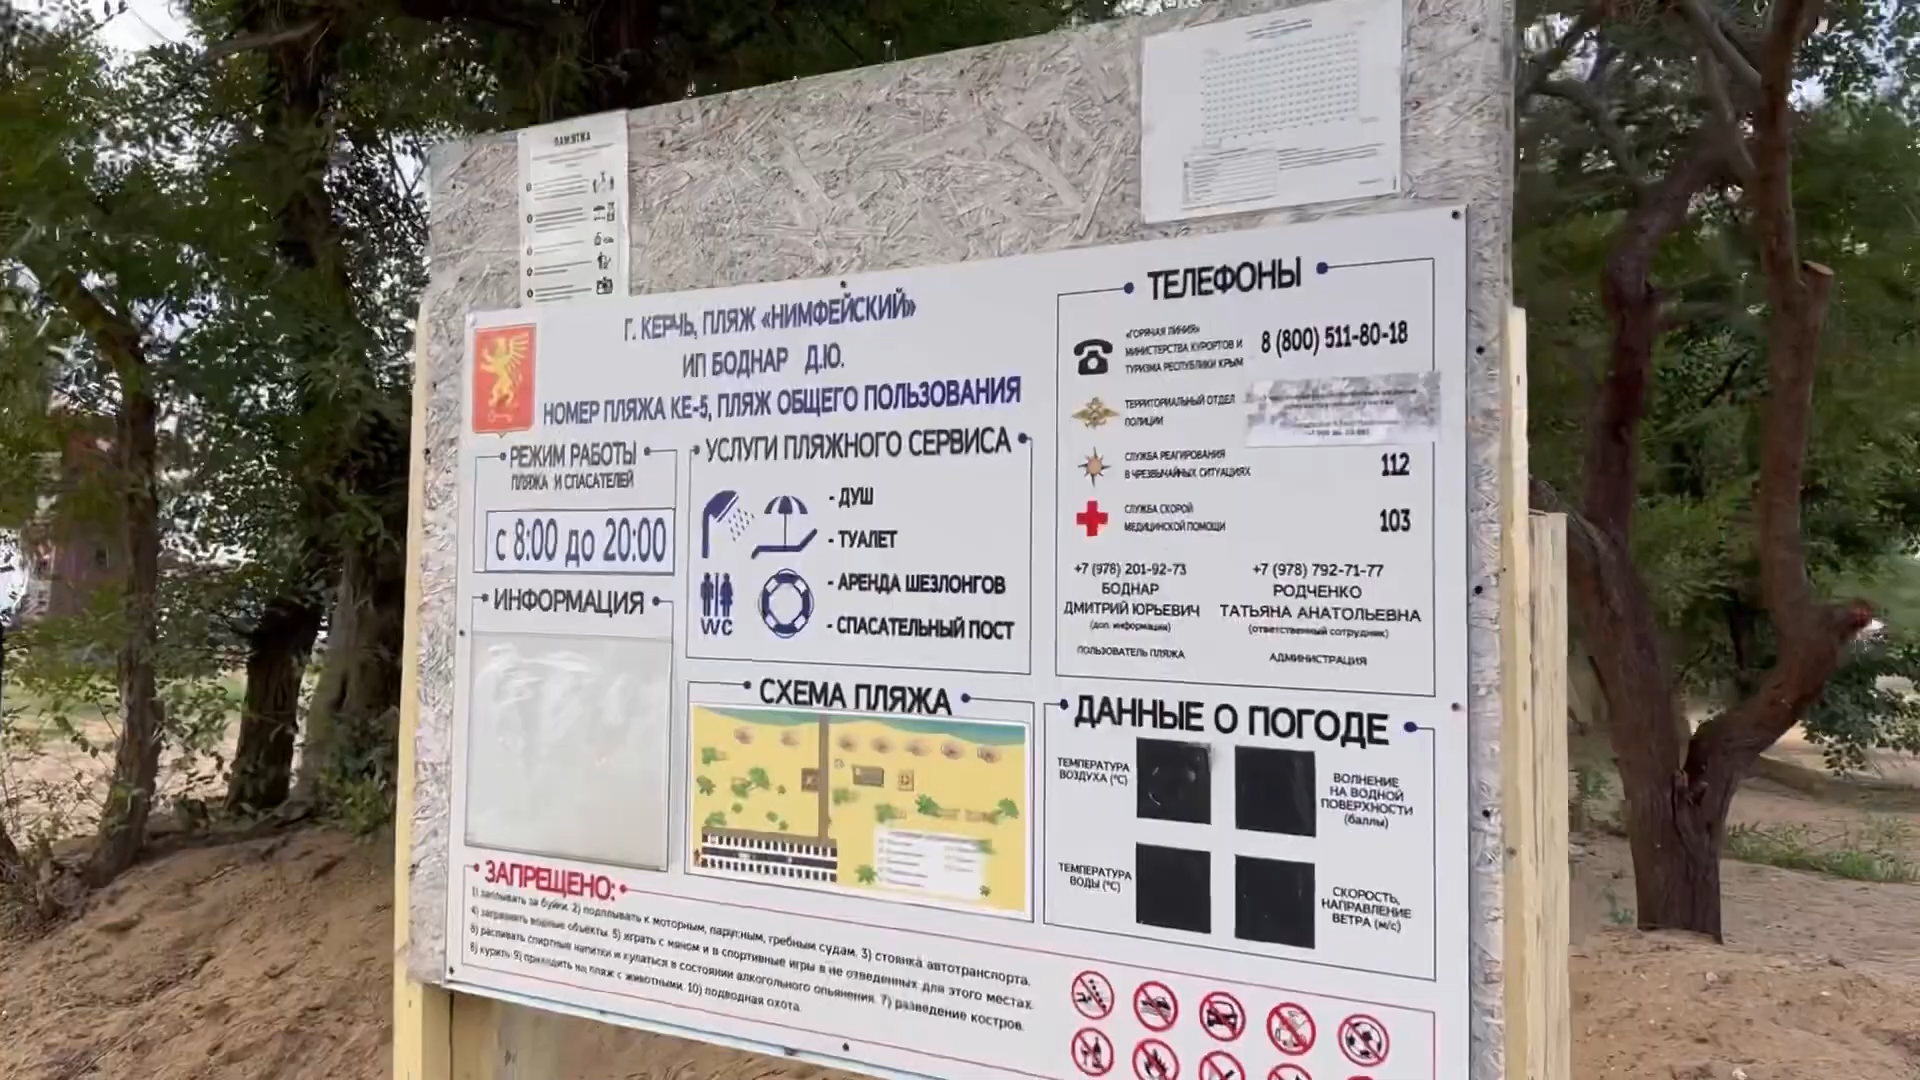 ПАМЯТКА
Г. КЕРЧЬ, ПЛЯЖ «НИМФЕЙСКИЙ»
ИП БОДНАР Д.Ю.
НОМЕР ПЛЯЖА КЕ-5, ПЛЯЖ ОБЩЕГО ПОЛЬЗОВАНИЯ
РЕЖИМ РАБОТЫ
ПЛЯЖА И СПАСАТЕЛЕЙ
с 8:00 до 20:00
ИНФОРМАЦИЯ
УСЛУГИ ПЛЯЖНОГО СЕРВИСА
- ДУШ
- ТУАЛЕТ
- АРЕНДА ШЕЗЛОНГОВ
- СПАСАТЕЛЬНЫЙ ПОСТ
WC
СХЕМА ПЛЯЖА
ТЕЛЕФОНЫ
«ГОРЯЧАЯ ЛИНИЯ»
МИНИСТЕРСТВА КУРОРТОВ И
ТУРИЗМА РЕСПУБЛИКИ КРЫМ
8 (800) 511-80-18
ТЕРРИТОРИАЛЬНЫЙ ОТДЕЛ
ПОЛИЦИИ
СЛУЖБА РЕАГИРОВАНИЯ
В ЧРЕЗВЫЧАЙНЫХ СИТУАЦИЯХ
112
СЛУЖБА СКОРОЙ
МЕДИЦИНСКОЙ ПОМОЩИ
103
+7 (978) 201-92-73
БОДНАР
ДМИТРИЙ ЮРЬЕВИЧ
(доп. информация)
ПОЛЬЗОВАТЕЛЬ ПЛЯЖА
+7 (978) 792-71-77
РОДЧЕНКО
ТАТЬЯНА АНАТОЛЬЕВНА
(ответственный сотрудник)
АДМИНИСТРАЦИЯ
ДАННЫЕ О ПОГОДЕ
ТЕМПЕРАТУРА
ВОЗДУХА (°С)
ВОЛНЕНИЕ
НА ВОДНОЙ
ПОВЕРХНОСТИ
(баллы)
ТЕМПЕРАТУРА
ВОДЫ (°С)
СКОРОСТЬ,
НАПРАВЛЕНИЕ
ВЕТРА (м/с)
ЗАПРЕЩЕНО:
1) заплывать за буйки. 2) подплывать к моторным, парусным, гребным судам. 3) стоянка автотранспорта.
4) загрязнять водные объекты. 5) играть с мячом и в спортивные игры в не отведенных для этого местах.
6) распивать спиртные напитки и купаться в состоянии алкогольного опьянения. 7) разведение костров.
8) курить. 9) приходить на пляж с животными. 10) подводная охота.